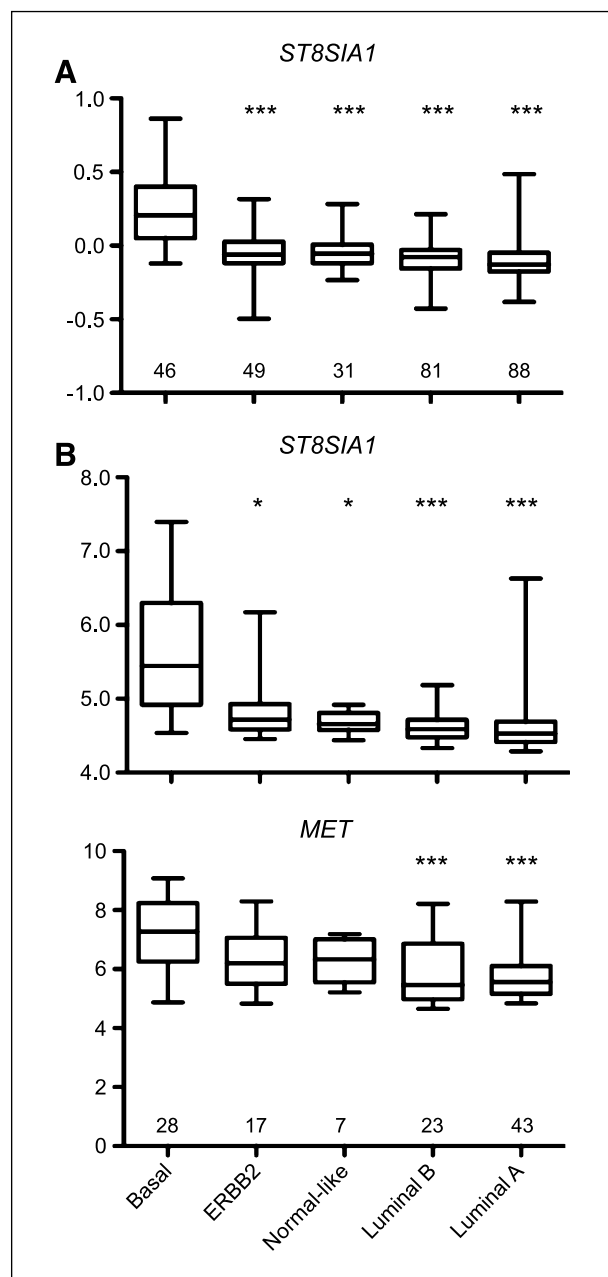 A
ST8SIA1
1.0
*** *** *** ***
0.5
0.0
-0.5
46 49 31 81 88
-1.0
B
ST8SIA1
8.0
* * *** ***
7.0
6.0
5.0
4.0
MET
10
*** ***
8
6
4
2
28 17 7 23 43
0
Basal ERBB2 Normal-like Luminal B Luminal A